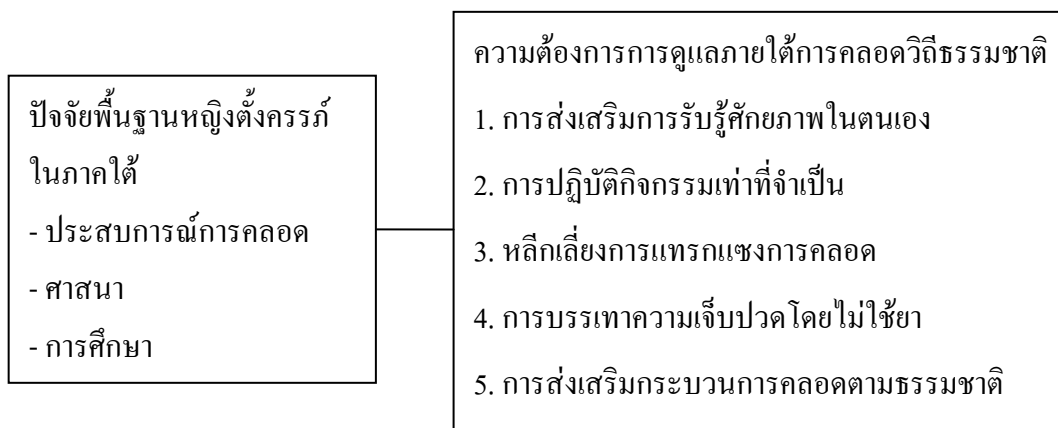 ปัจจัยพื้นฐานหญิงตั้งครรภ์
ในภาคใต้
- ประสบการณ์การคลอด
- ศาสนา
- การศึกษา
ความต้องการการดูแลภายใต้การคลอดวิถีธรรมชาติ
1. การส่งเสริมการรับรู้ศักยภาพในตนเอง
2. การปฏิบัติกิจกรรมเท่าที่จำเป็น
3. หลีกเลี่ยงการแทรกแซงการคลอด
4. การบรรเทาความเจ็บปวดโดยไม่ใช้ยา
5. การส่งเสริมกระบวนการคลอดตามธรรมชาติ